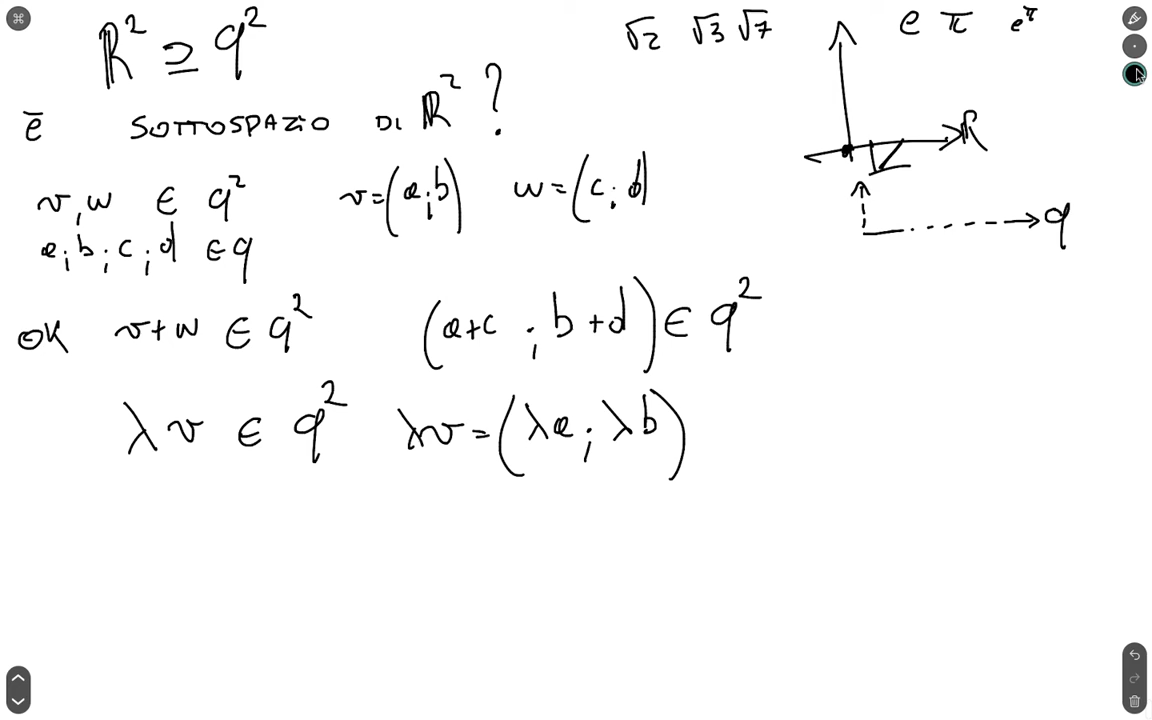 ℝ² ⊇ q²
√2 √3 √7
e π e^π
è SOTTOSPAZIO DI ℝ² ?
ℝ
v, w ∈ q² v = (a; b) w = (c; d)
a; b; c; d ∈ q
q
OK v + w ∈ q² (a+c ; b+d) ∈ q²
λv ∈ q² λv = (λa; λb)